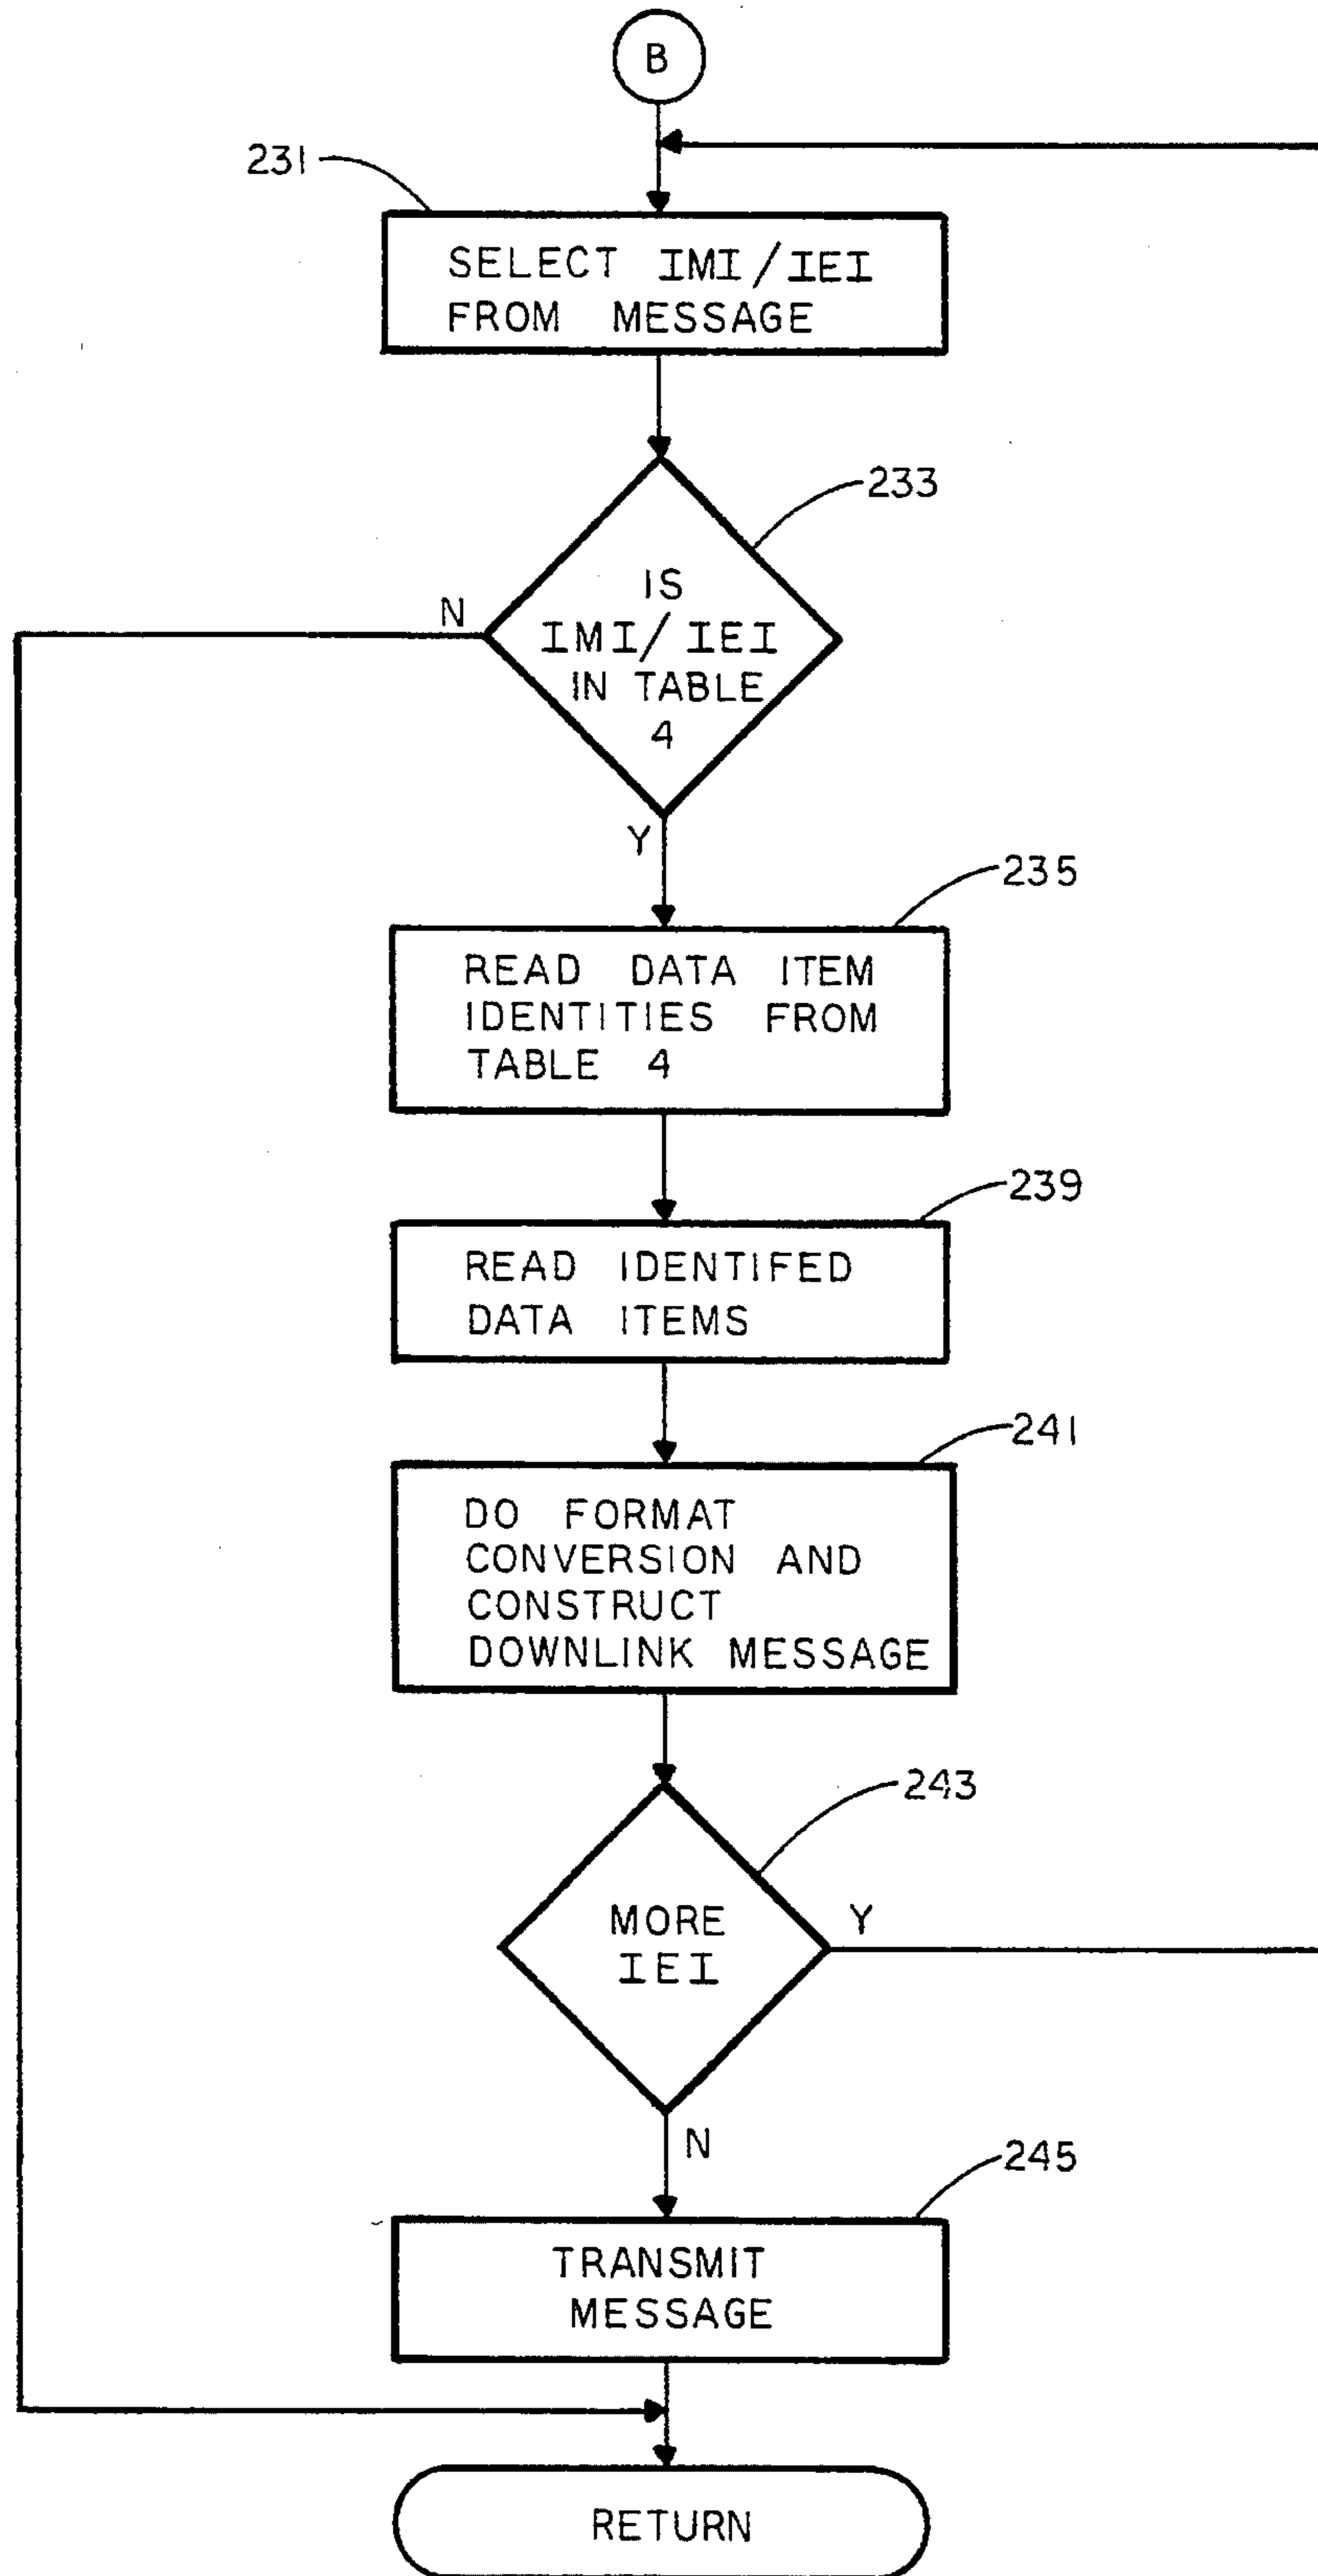 B
231
SELECT IMI/IEI
FROM MESSAGE
233
N
IS
IMI/IEI
IN TABLE
4
Y
235
READ DATA ITEM
IDENTITIES FROM
TABLE 4
239
READ IDENTIFED
DATA ITEMS
241
DO FORMAT
CONVERSION AND
CONSTRUCT
DOWNLINK MESSAGE
243
MORE
IEI
Y
N
245
TRANSMIT
MESSAGE
RETURN